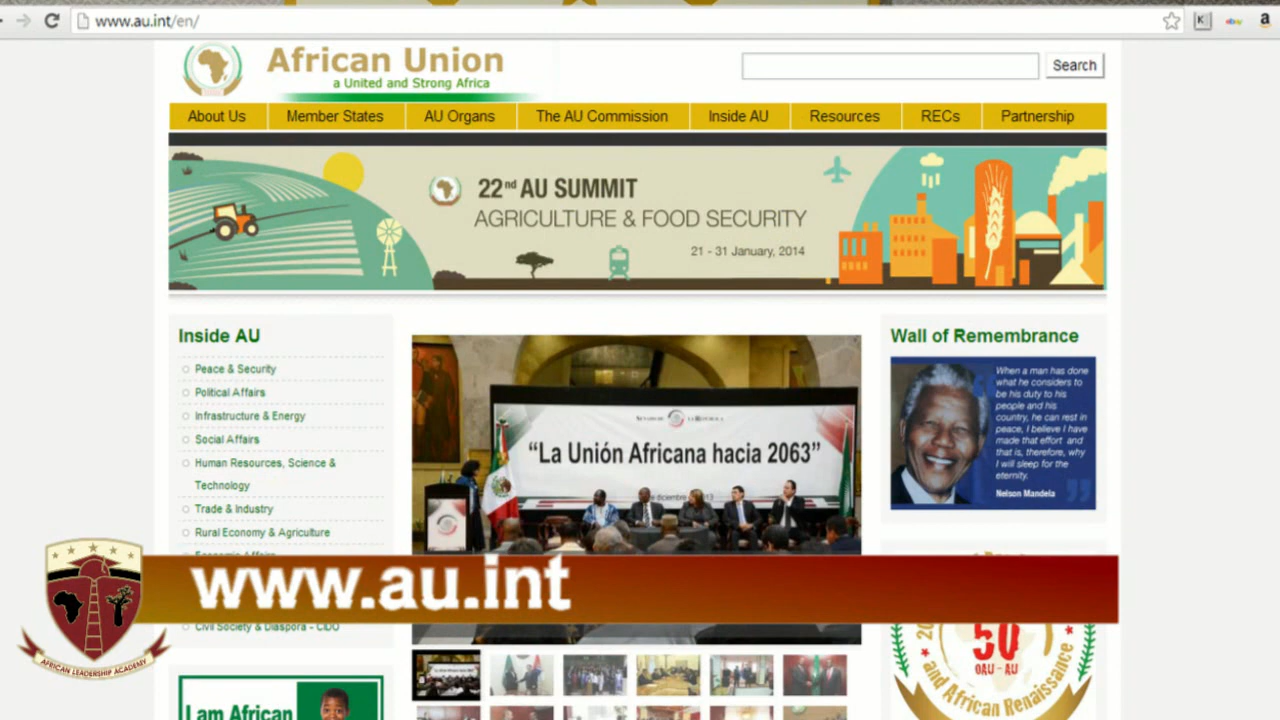 www.au.int/en/
African Union
a United and Strong Africa
Search
About Us
Member States
AU Organs
The AU Commission
Inside AU
Resources
RECs
Partnership
22nd AU SUMMIT
AGRICULTURE & FOOD SECURITY
21 - 31 January, 2014
Inside AU
Peace & Security
Political Affairs
Infrastructure & Energy
Social Affairs
Human Resources, Science &
Technology
Trade & Industry
Rural Economy & Agriculture
Economic Affairs
Civil Society & Diaspora - CIDO
I am African
SENADO DE LA REPÚBLICA
“La Unión Africana hacia 2063”
Wall of Remembrance
When a man has done
what he considers to
be his duty to his
people and his
country, he can rest in
peace, I believe I have
made that effort and
that is, therefore, why
I will sleep for the
eternity.
Nelson Mandela
www.au.int
AFRICAN LEADERSHIP ACADEMY
50
OAU - AU
and African Renaissance